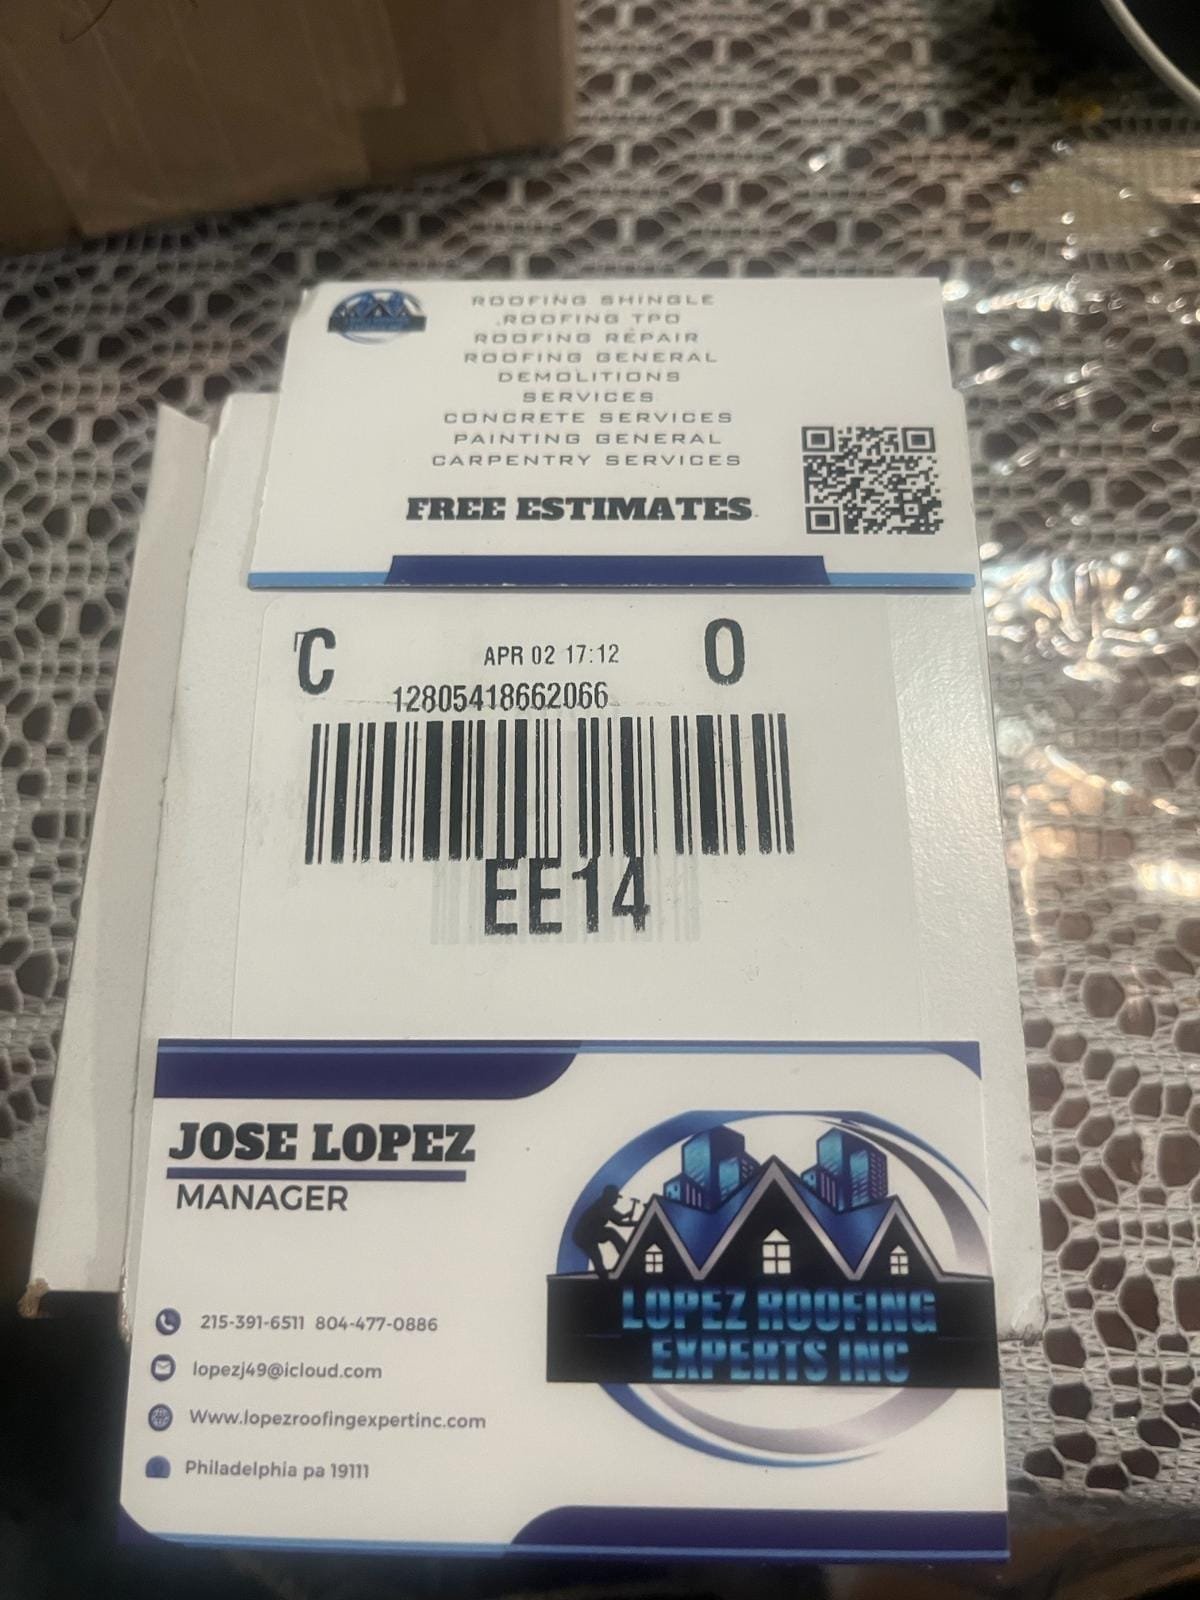 ROOFING SHINGLE
.ROOFING TPO
ROOFING REPAIR
ROOFING GENERAL
DEMOLITIONS
SERVICES
CONCRETE SERVICES
PAINTING GENERAL
CARPENTRY SERVICES
FREE ESTIMATES.
C APR 02 17:12 O
12805418662066
EE14
JOSE LOPEZ
MANAGER
215-391-6511 804-477-0886
lopezj49@icloud.com
Www.lopezroofingexpertinc.com
Philadelphia pa 19111
LOPEZ ROOFING
EXPERTS INC